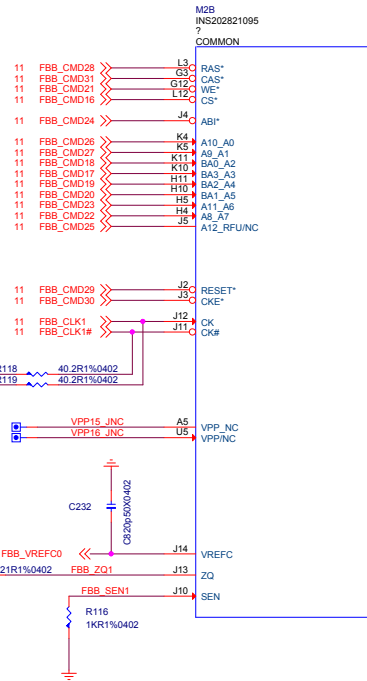 M2B
INS202821095
?
COMMON
11 FBB_CMD28 L3 RAS*
11 FBB_CMD31 G3 CAS*
11 FBB_CMD21 G12 WE*
11 FBB_CMD16 L12 CS*
11 FBB_CMD24 J4 ABI*
11 FBB_CMD26 K4 A10_A0
11 FBB_CMD27 K5 A9_A1
11 FBB_CMD18 K11 BA0_A2
11 FBB_CMD17 K10 BA3_A3
11 FBB_CMD19 H11 BA2_A4
11 FBB_CMD20 H10 BA1_A5
11 FBB_CMD23 H5 A11_A6
11 FBB_CMD22 H4 A8_A7
11 FBB_CMD25 J5 A12_RFU/NC
11 FBB_CMD29 J2 RESET*
11 FBB_CMD30 J3 CKE*
11 FBB_CLK1 J12 CK
11 FBB_CLK1# J11 CK#
R118 40.2R1%0402
R119 40.2R1%0402
VPP15_JNC A5 VPP_NC
VPP16_JNC U5 VPP/NC
C232
C820p50X0402
FBB_VREFC0 J14 VREFC
21R1%0402 FBB_ZQ1 J13 ZQ
FBB_SEN1 J10 SEN
R116
1KR1%0402